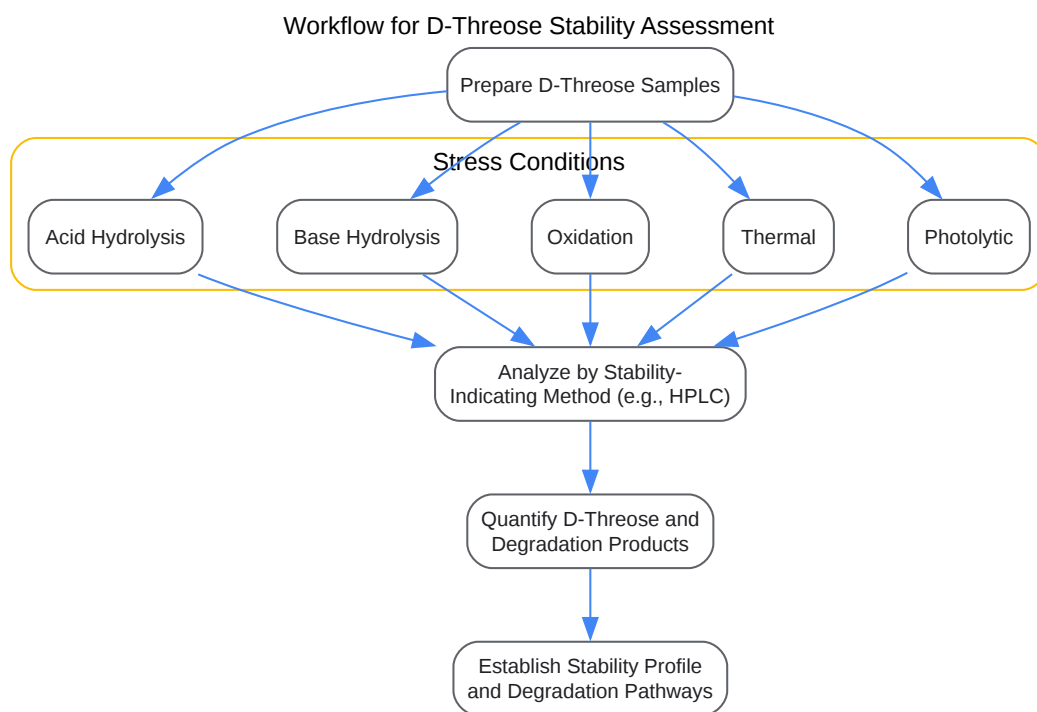 Workflow for D-Threose Stability Assessment
Prepare D-Threose Samples
Stress Conditions
Acid Hydrolysis
Base Hydrolysis
Oxidation
Thermal
Photolytic
Analyze by Stability-
Indicating Method (e.g., HPLC)
Quantify D-Threose and
Degradation Products
Establish Stability Profile
and Degradation Pathways